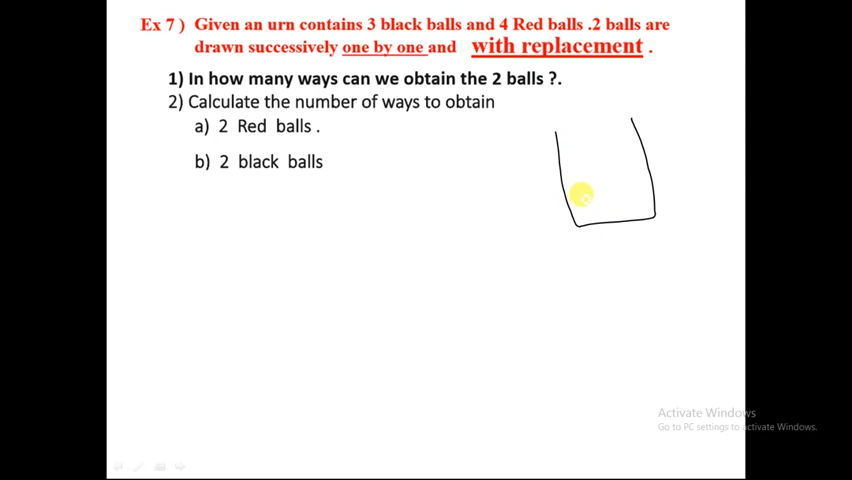 Ex 7 ) Given an urn contains 3 black balls and 4 Red balls .2 balls are
drawn successively one by one and with replacement .
1) In how many ways can we obtain the 2 balls ?.
2) Calculate the number of ways to obtain
a) 2 Red balls .
b) 2 black balls
Activate Windows
Go to PC settings to activate Windows.